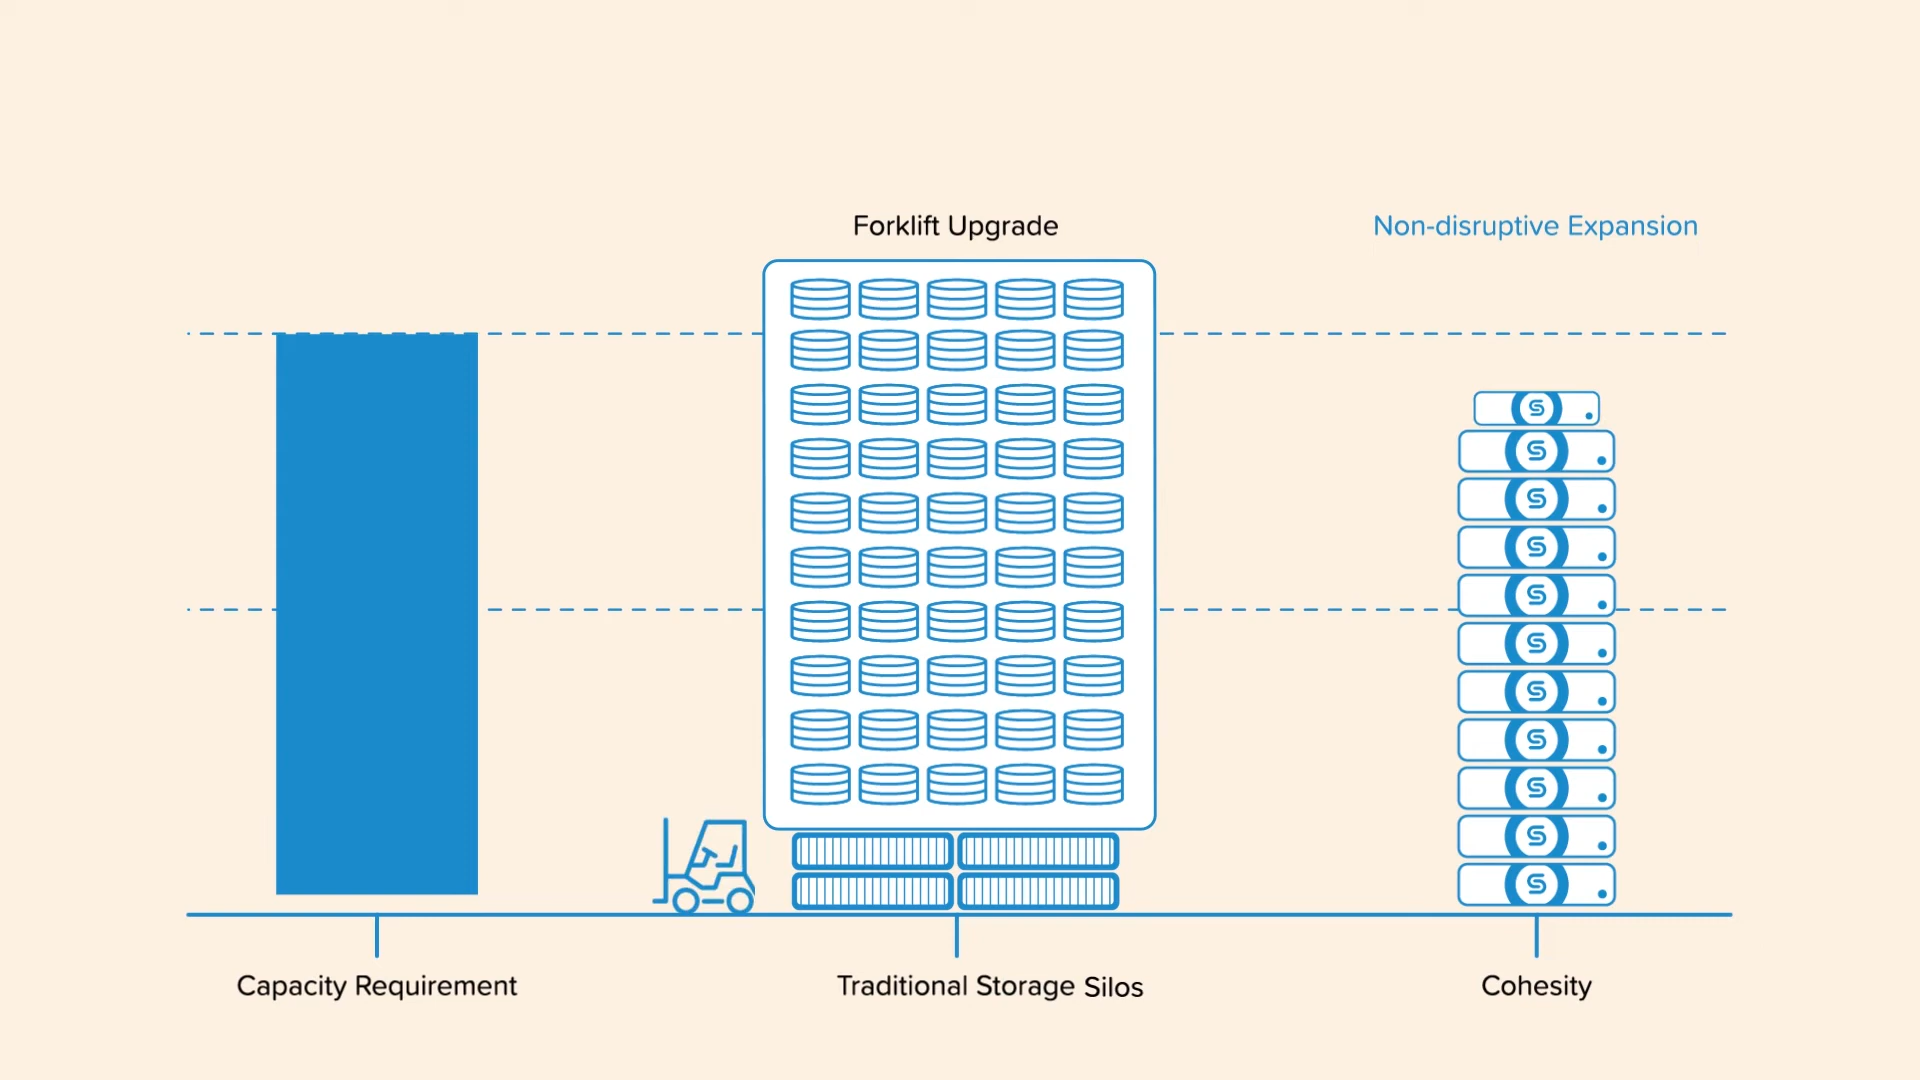 Forklift Upgrade
Non-disruptive Expansion
Capacity Requirement
Traditional Storage Silos
Cohesity